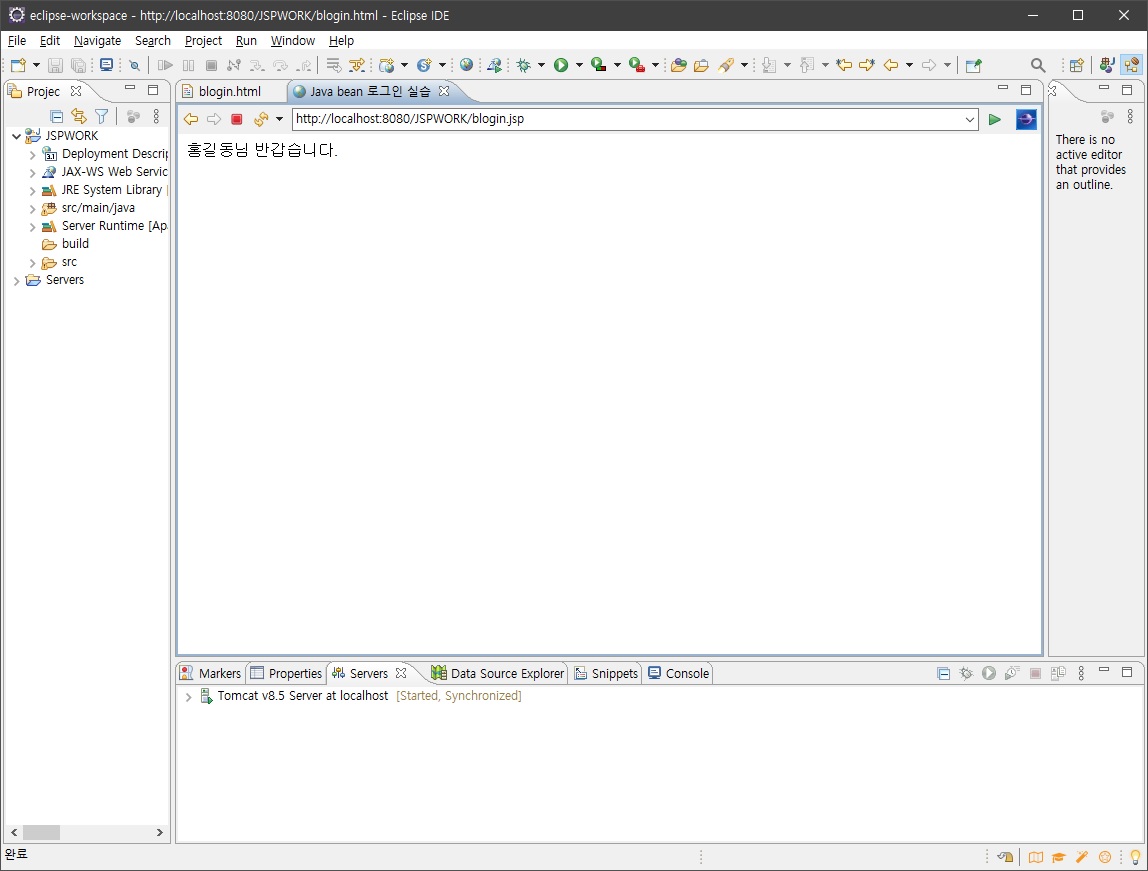 eclipse-workspace - http://localhost:8080/JSPWORK/blogin.html - Eclipse IDE
File Edit Navigate Search Project Run Window Help
Projec
blogin.html
Java bean 로그인 실습
http://localhost:8080/JSPWORK/blogin.jsp
JSPWORK
Deployment Descrip
JAX-WS Web Servic
JRE System Library
src/main/java
Server Runtime [Ap
build
src
Servers
홍길동님 반갑습니다.
There is no
active editor
that provides
an outline.
Markers Properties Servers Data Source Explorer Snippets Console
Tomcat v8.5 Server at localhost [Started, Synchronized]
완료